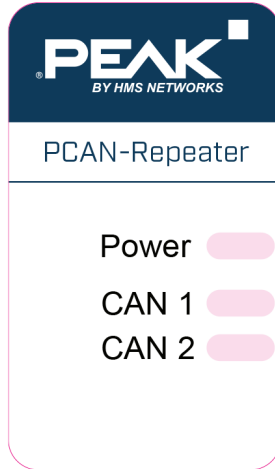 ®PEAK
BY HMS NETWORKS
PCAN-Repeater
Power
CAN 1
CAN 2